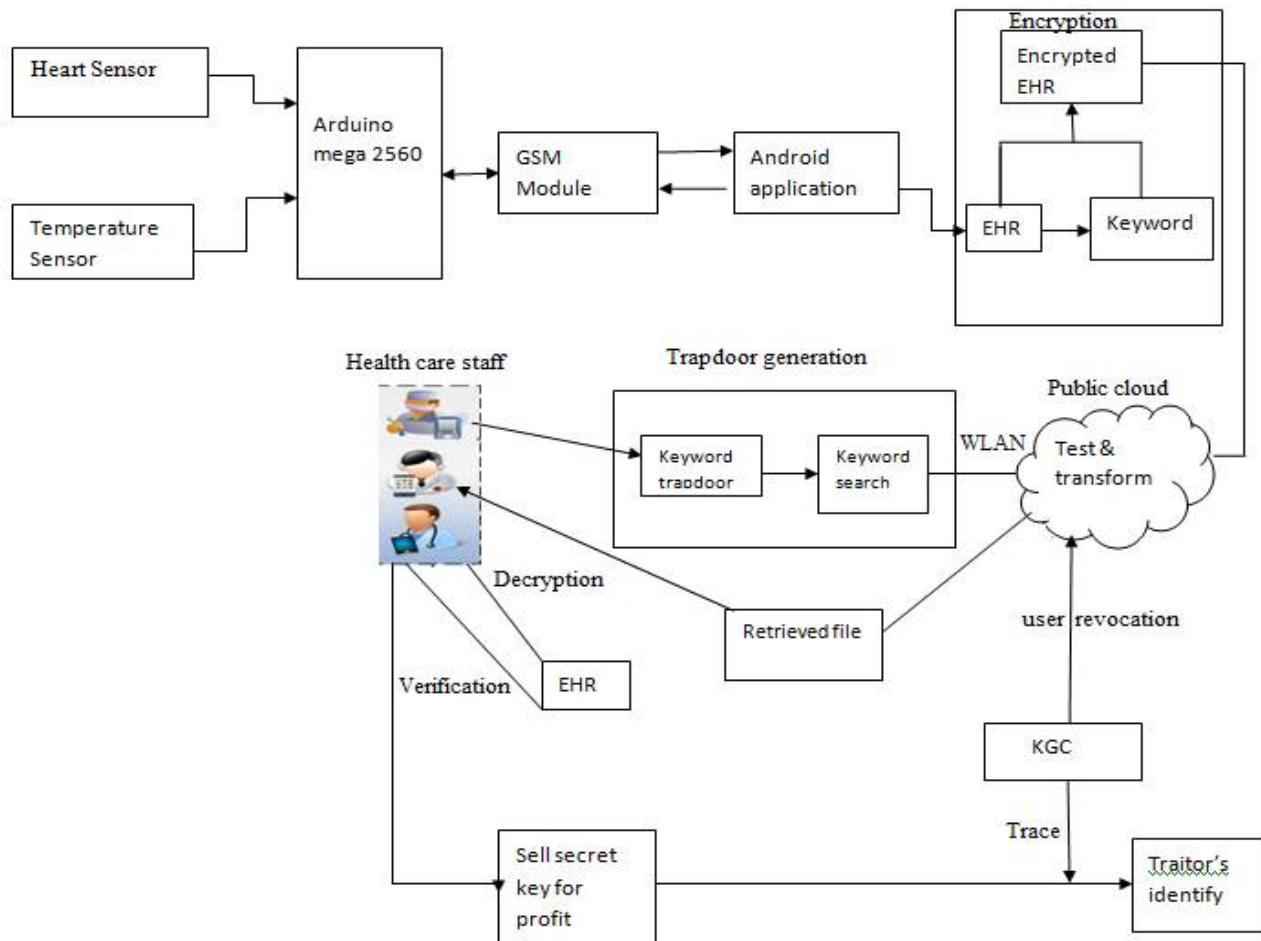 Encryption
Heart Sensor
Encrypted
EHR
Arduino
mega 2560
GSM
Module
Android
application
Temperature
Sensor
EHR
Keyword
Health care staff
Trapdoor generation
Public cloud
Keyword
trapdoor
Keyword
search
WLAN
Test &
transform
Decryption
Retrieved file
user revocation
Verification
EHR
KGC
Trace
Sell secret
key for
profit
Traitor's
identify